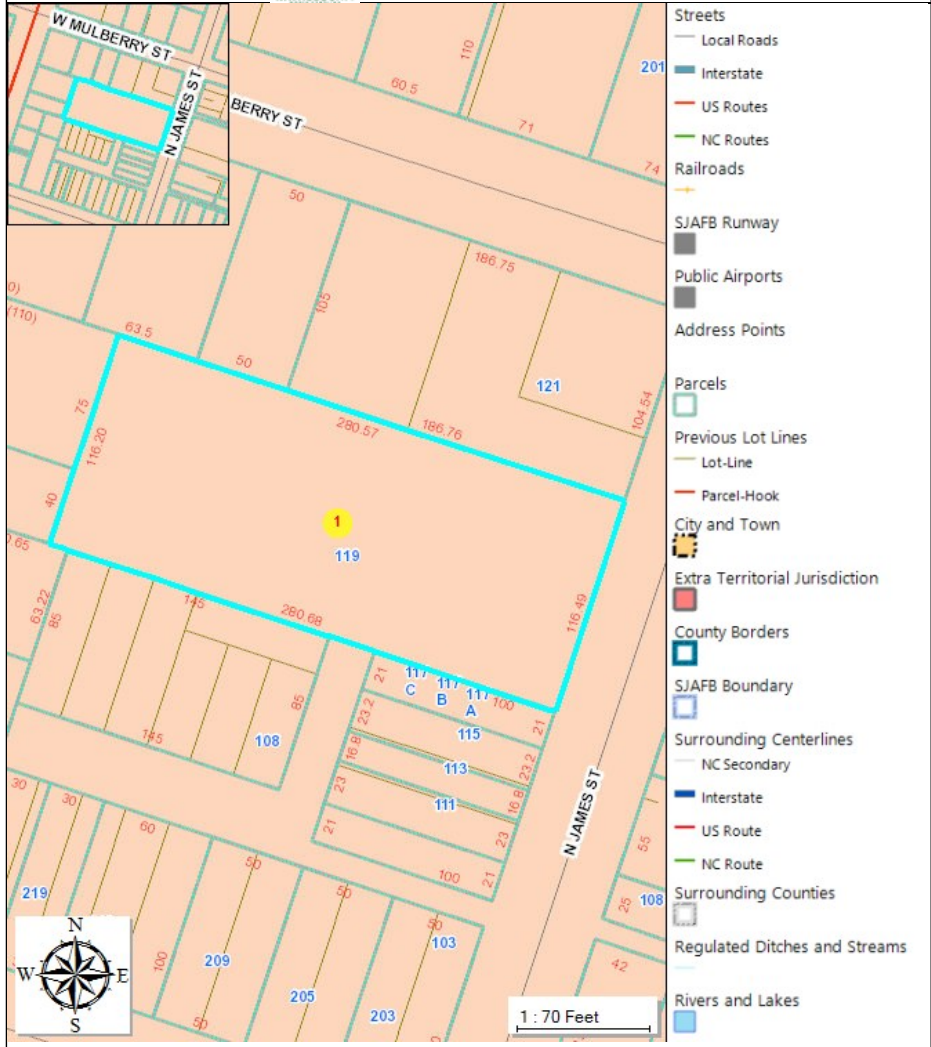 W MULBERRY ST
N JAMES ST
BERRY ST
110
60.5
201
71
74
50
186.75
105
0)
(110)
63.5
50
121
104.54
75
280.57
186.76
116.20
40
1
119
0.65
63.22
85
145
280.68
116.49
21
117
C
117
B
117
A
100
21
85
23.2
115
145
108
16.8
113
23.2
23
111
16.8
N JAMES ST
30
30
60
21
23
50
100
21
55
219
50
25
108
50
103
100
209
42
205
203
50
N
W
E
S
1 : 70 Feet
Streets
Local Roads
Interstate
US Routes
NC Routes
Railroads
SJAFB Runway
Public Airports
Address Points
Parcels
Previous Lot Lines
Lot-Line
Parcel-Hook
City and Town
Extra Territorial Jurisdiction
County Borders
SJAFB Boundary
Surrounding Centerlines
NC Secondary
Interstate
US Route
NC Route
Surrounding Counties
Regulated Ditches and Streams
Rivers and Lakes